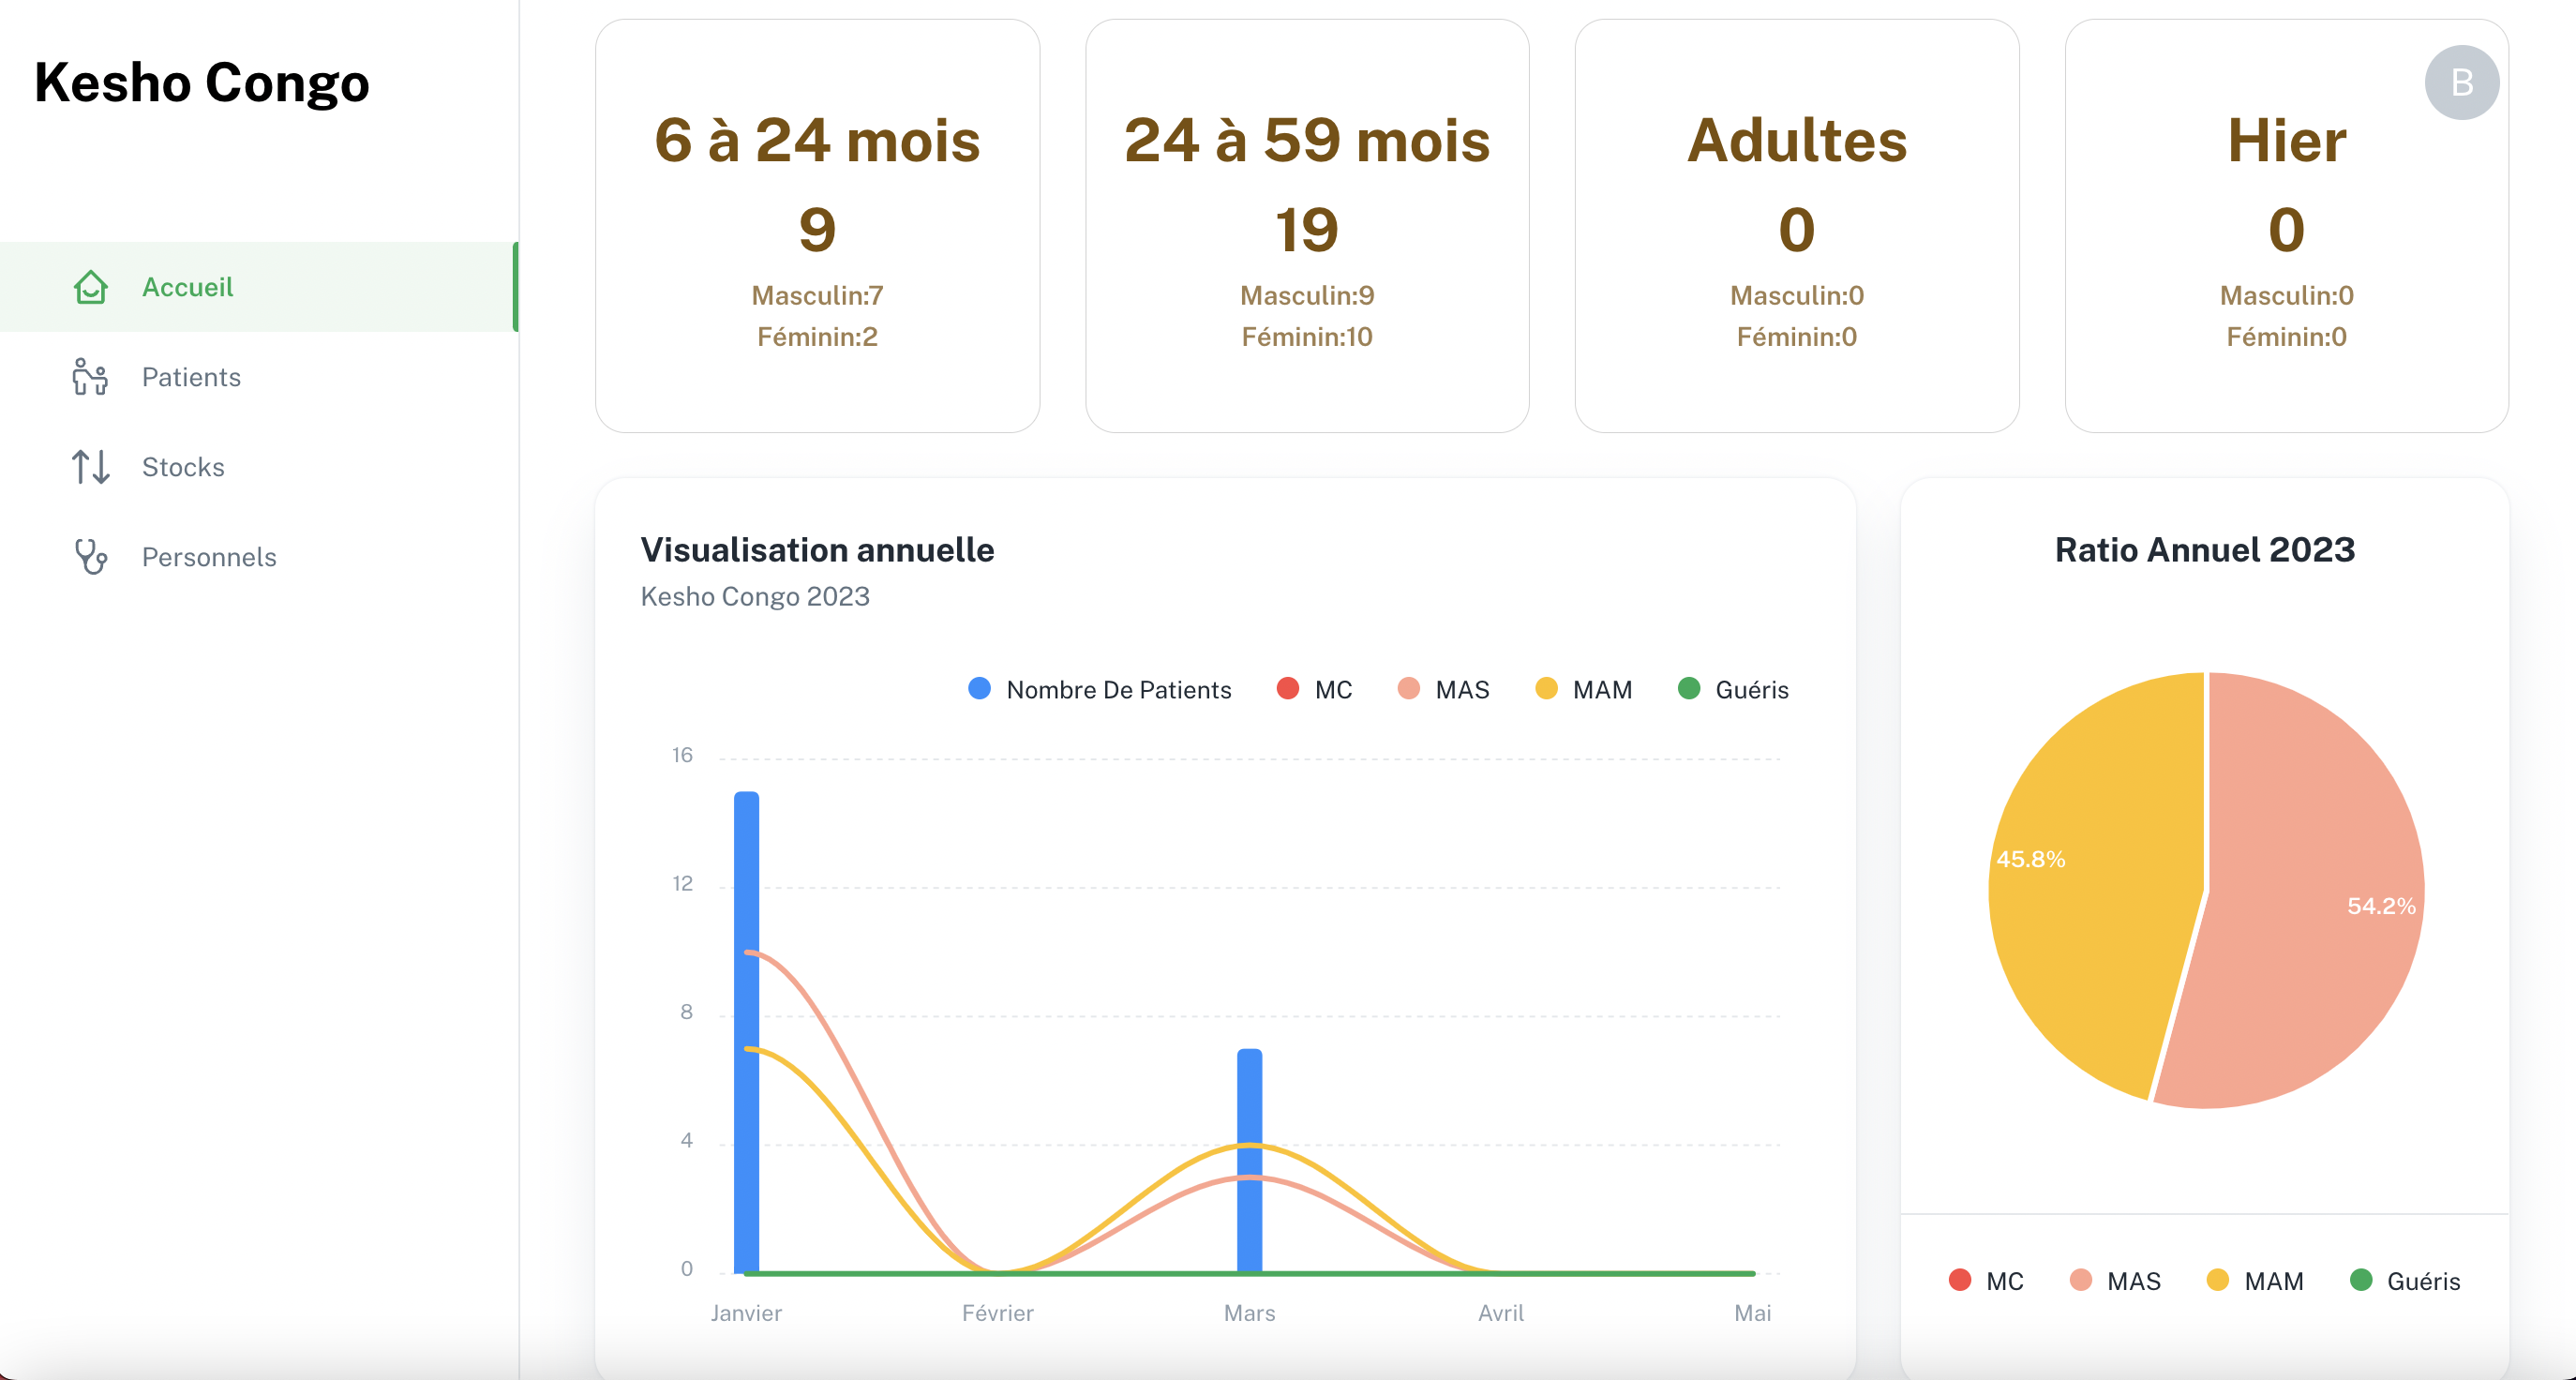 Kesho Congo
Accueil
Patients
Stocks
Personnels
6 à 24 mois
9
Masculin:7
Féminin:2
24 à 59 mois
19
Masculin:9
Féminin:10
Adultes
0
Masculin:0
Féminin:0
B
Hier
0
Masculin:0
Féminin:0
Visualisation annuelle
Kesho Congo 2023
Nombre De Patients MC MAS MAM Guéris
16
12
8
4
0
Janvier Février Mars Avril Mai
Ratio Annuel 2023
45.8%
54.2%
MC MAS MAM Guéris